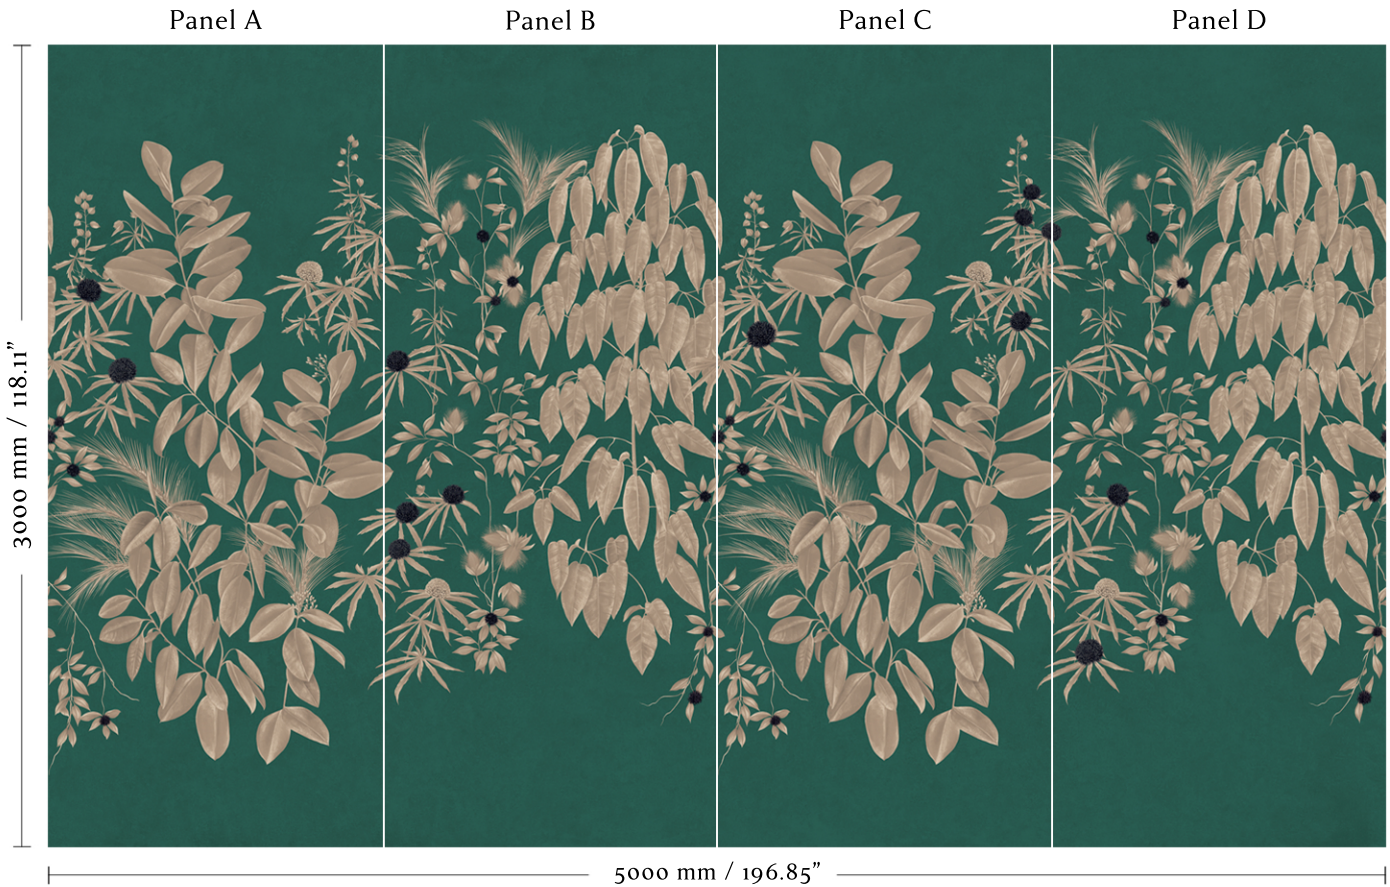 Panel A
Panel B
Panel C
Panel D
3000 mm / 118.11”
5000 mm / 196.85”